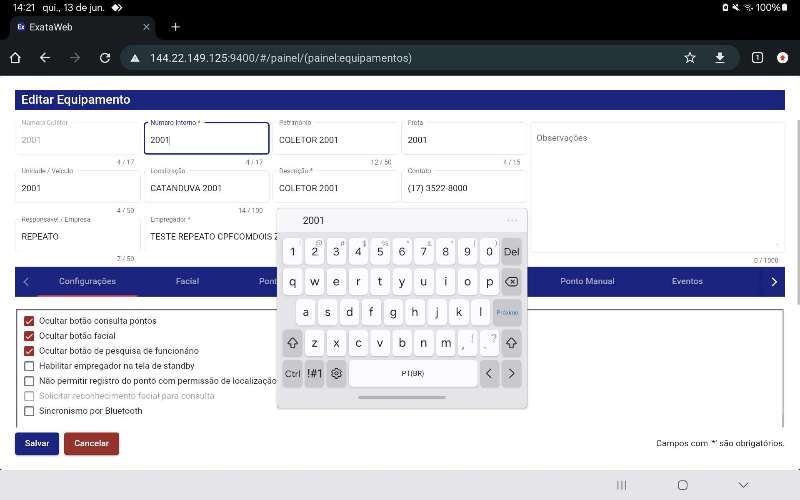 14:21 qui., 13 de jun. 100%
ExataWeb
144.22.149.125:9400/#/painel/(painel:equipamentos) 1
Editar Equipamento
Número Coletor
2001
4 / 17
Número Interno *
2001
4 / 17
Patrimônio
COLETOR 2001
12 / 50
Frota
2001
4 / 15
Observações
0 / 1000
Unidade / Veículo
2001
4 / 50
Localização
CATANDUVA 2001
14 / 100
Descrição *
COLETOR 2001
Contato
(17) 3522-8000
Responsável / Empresa
REPEATO
7 / 50
Empregador *
TESTE REPEATO CPFCOMDOIS
Configurações Facial Pont Ponto Manual Eventos
Ocultar botão consulta pontos
Ocultar botão facial
Ocultar botão de pesquisa de funcionário
Habilitar empregador na tela de standby
Não permitir registro do ponto com permissão de localização
Solicitar reconhecimento facial para consulta
Sincronismo por Bluetooth
Salvar Cancelar
Campos com '*' são obrigatórios.
2001 ...
1 2 3 4 5 6 7 8 9 0 Del
q w e r t y u i o p
a s d f g h j k l Próximo
z x c v b n m , ! . ?
Ctrl !#1 PT(BR)